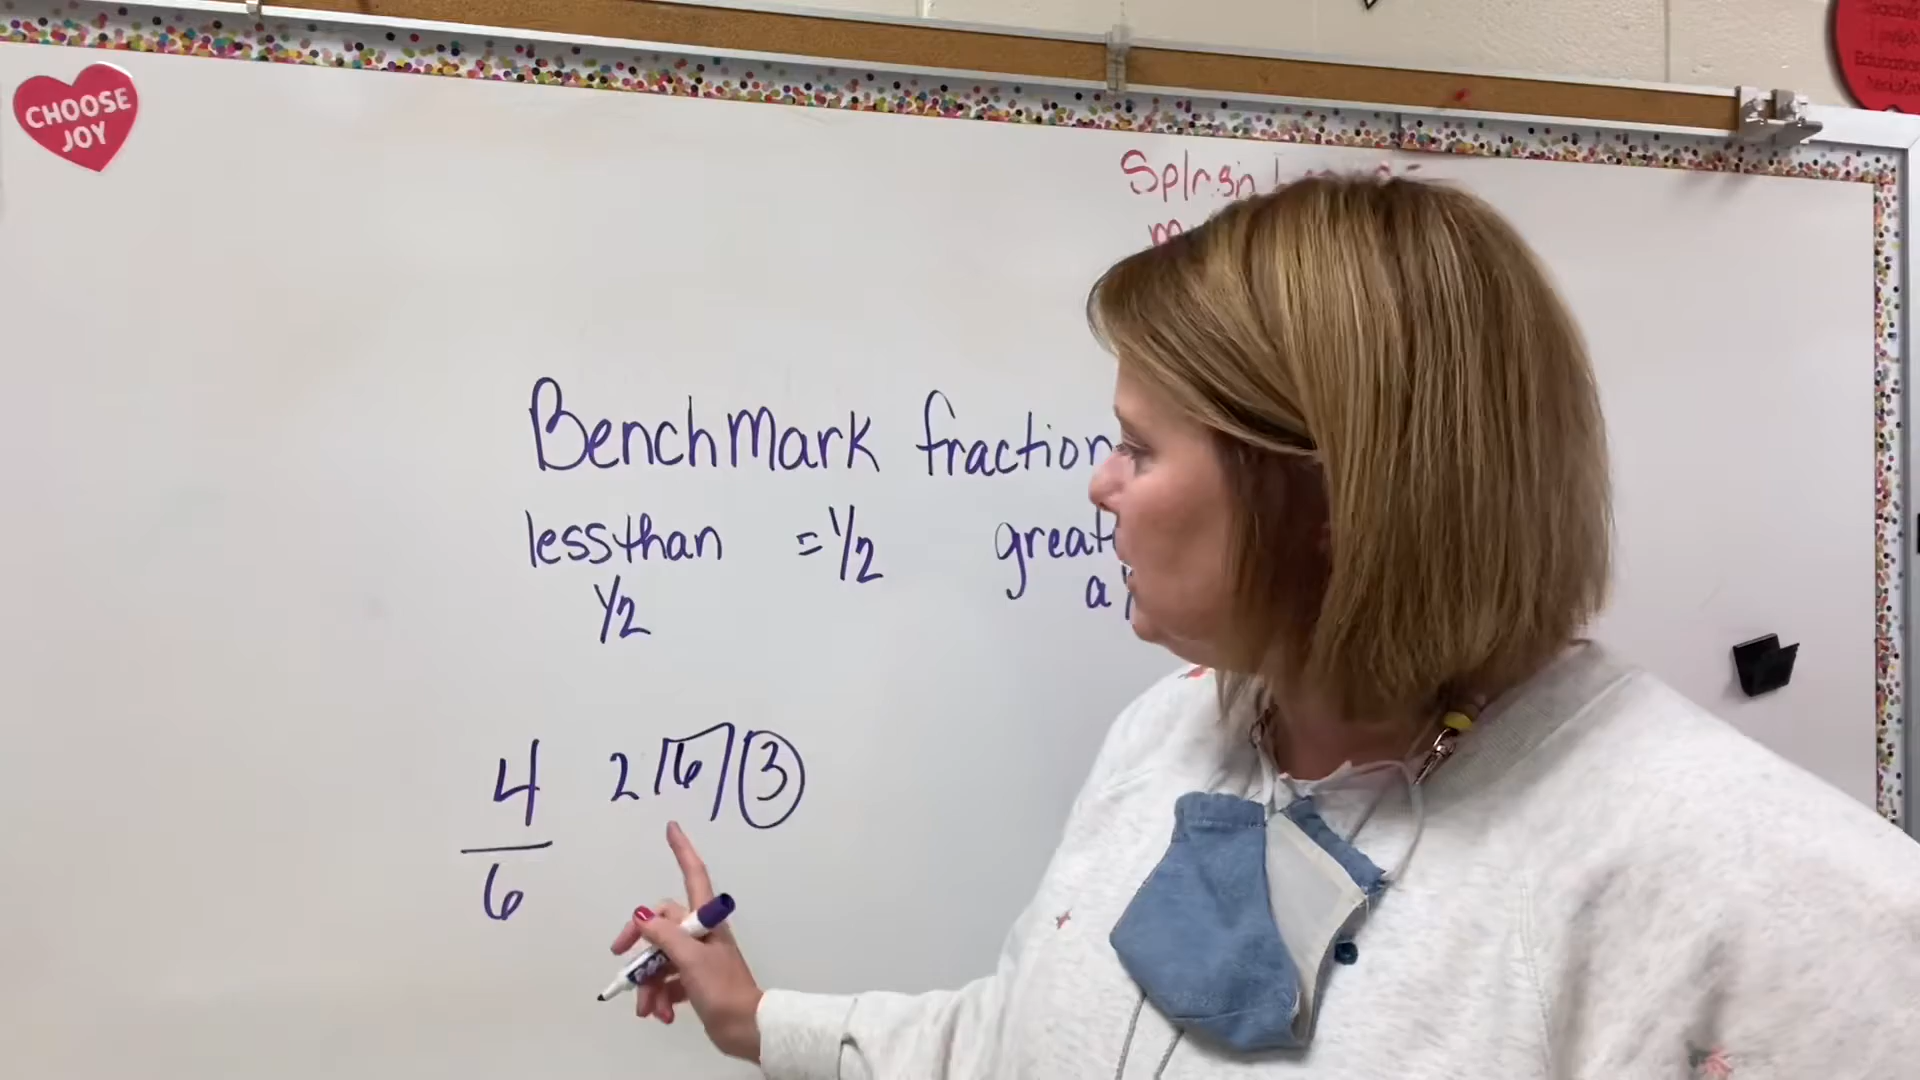 CHOOSE
JOY
Benchmark fraction
less than = 1/2 great
1/2 a
4 2 6 3
6